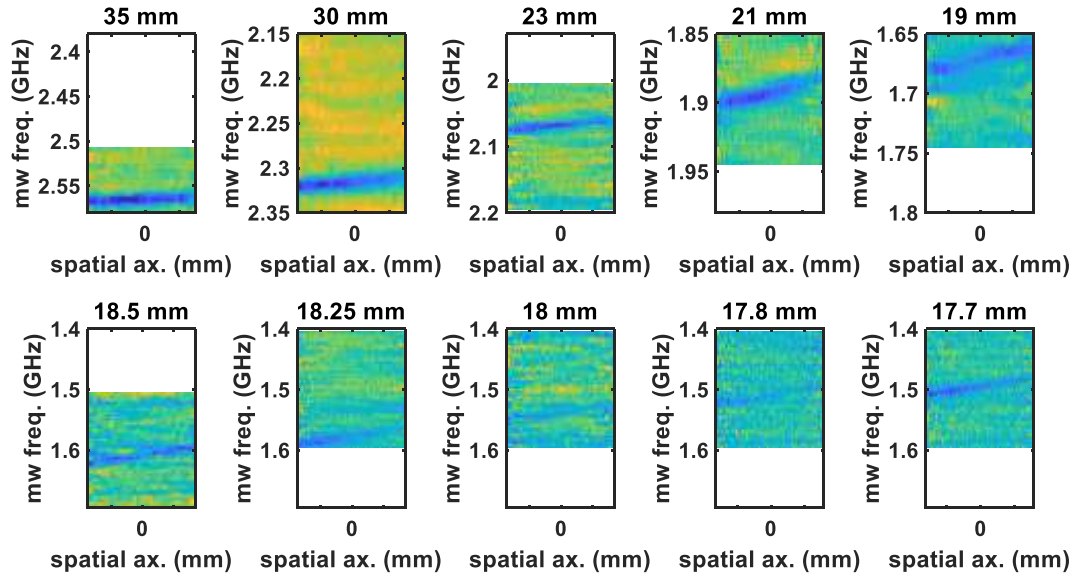 35 mm
30 mm
23 mm
21 mm
19 mm
mw freq. (GHz)
2.4
2.45
2.5
2.55
0
spatial ax. (mm)
mw freq. (GHz)
2.15
2.2
2.25
2.3
2.35
0
spatial ax. (mm)
mw freq. (GHz)
2
2.1
2.2
0
spatial ax. (mm)
mw freq. (GHz)
1.85
1.9
1.95
0
spatial ax. (mm)
mw freq. (GHz)
1.65
1.7
1.75
1.8
0
spatial ax. (mm)
18.5 mm
18.25 mm
18 mm
17.8 mm
17.7 mm
mw freq. (GHz)
1.4
1.5
1.6
0
spatial ax. (mm)
mw freq. (GHz)
1.4
1.5
1.6
0
spatial ax. (mm)
mw freq. (GHz)
1.4
1.5
1.6
0
spatial ax. (mm)
mw freq. (GHz)
1.4
1.5
1.6
0
spatial ax. (mm)
mw freq. (GHz)
1.4
1.5
1.6
0
spatial ax. (mm)